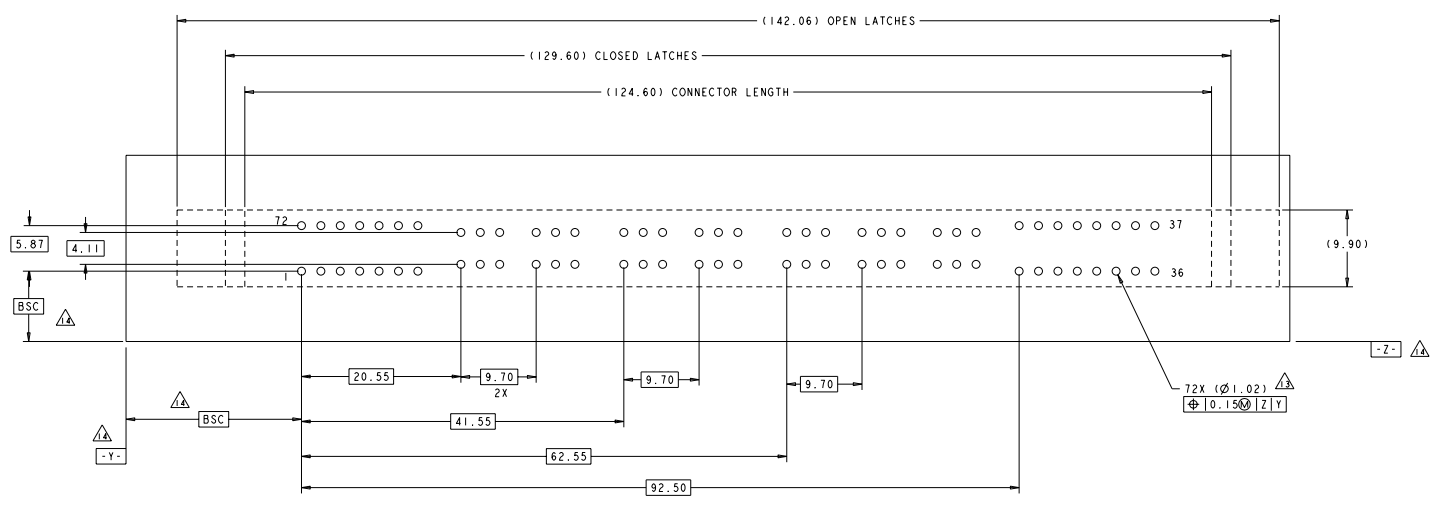 (142.06) OPEN LATCHES
(129.60) CLOSED LATCHES
(124.60) CONNECTOR LENGTH
72
37
5.87
4.11
(9.90)
1
36
BSC
14
-Z-
14
20.55
9.70
2X
9.70
9.70
72X (Ø1.02)
13
⌖ 0.15Ⓜ Z Y
14
BSC
41.55
14
-Y-
62.55
92.50